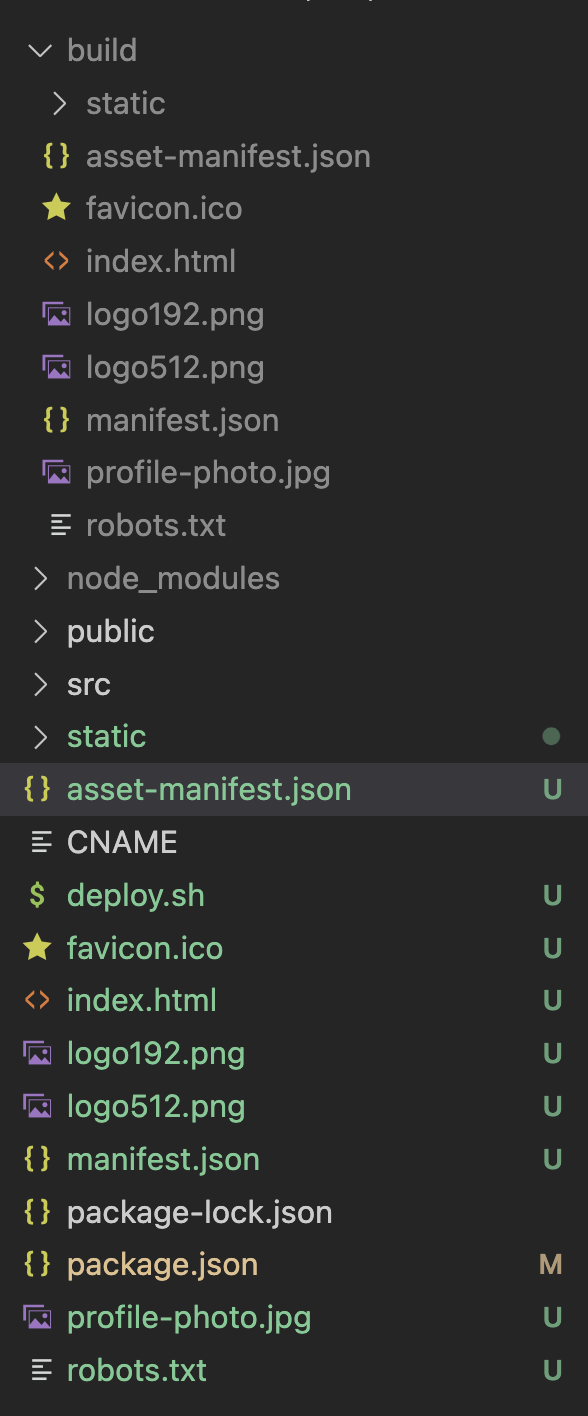 build
static
asset-manifest.json
favicon.ico
index.html
logo192.png
logo512.png
manifest.json
profile-photo.jpg
robots.txt
node_modules
public
src
static
asset-manifest.json U
CNAME
deploy.sh U
favicon.ico U
index.html U
logo192.png U
logo512.png U
manifest.json U
package-lock.json
package.json M
profile-photo.jpg U
robots.txt U